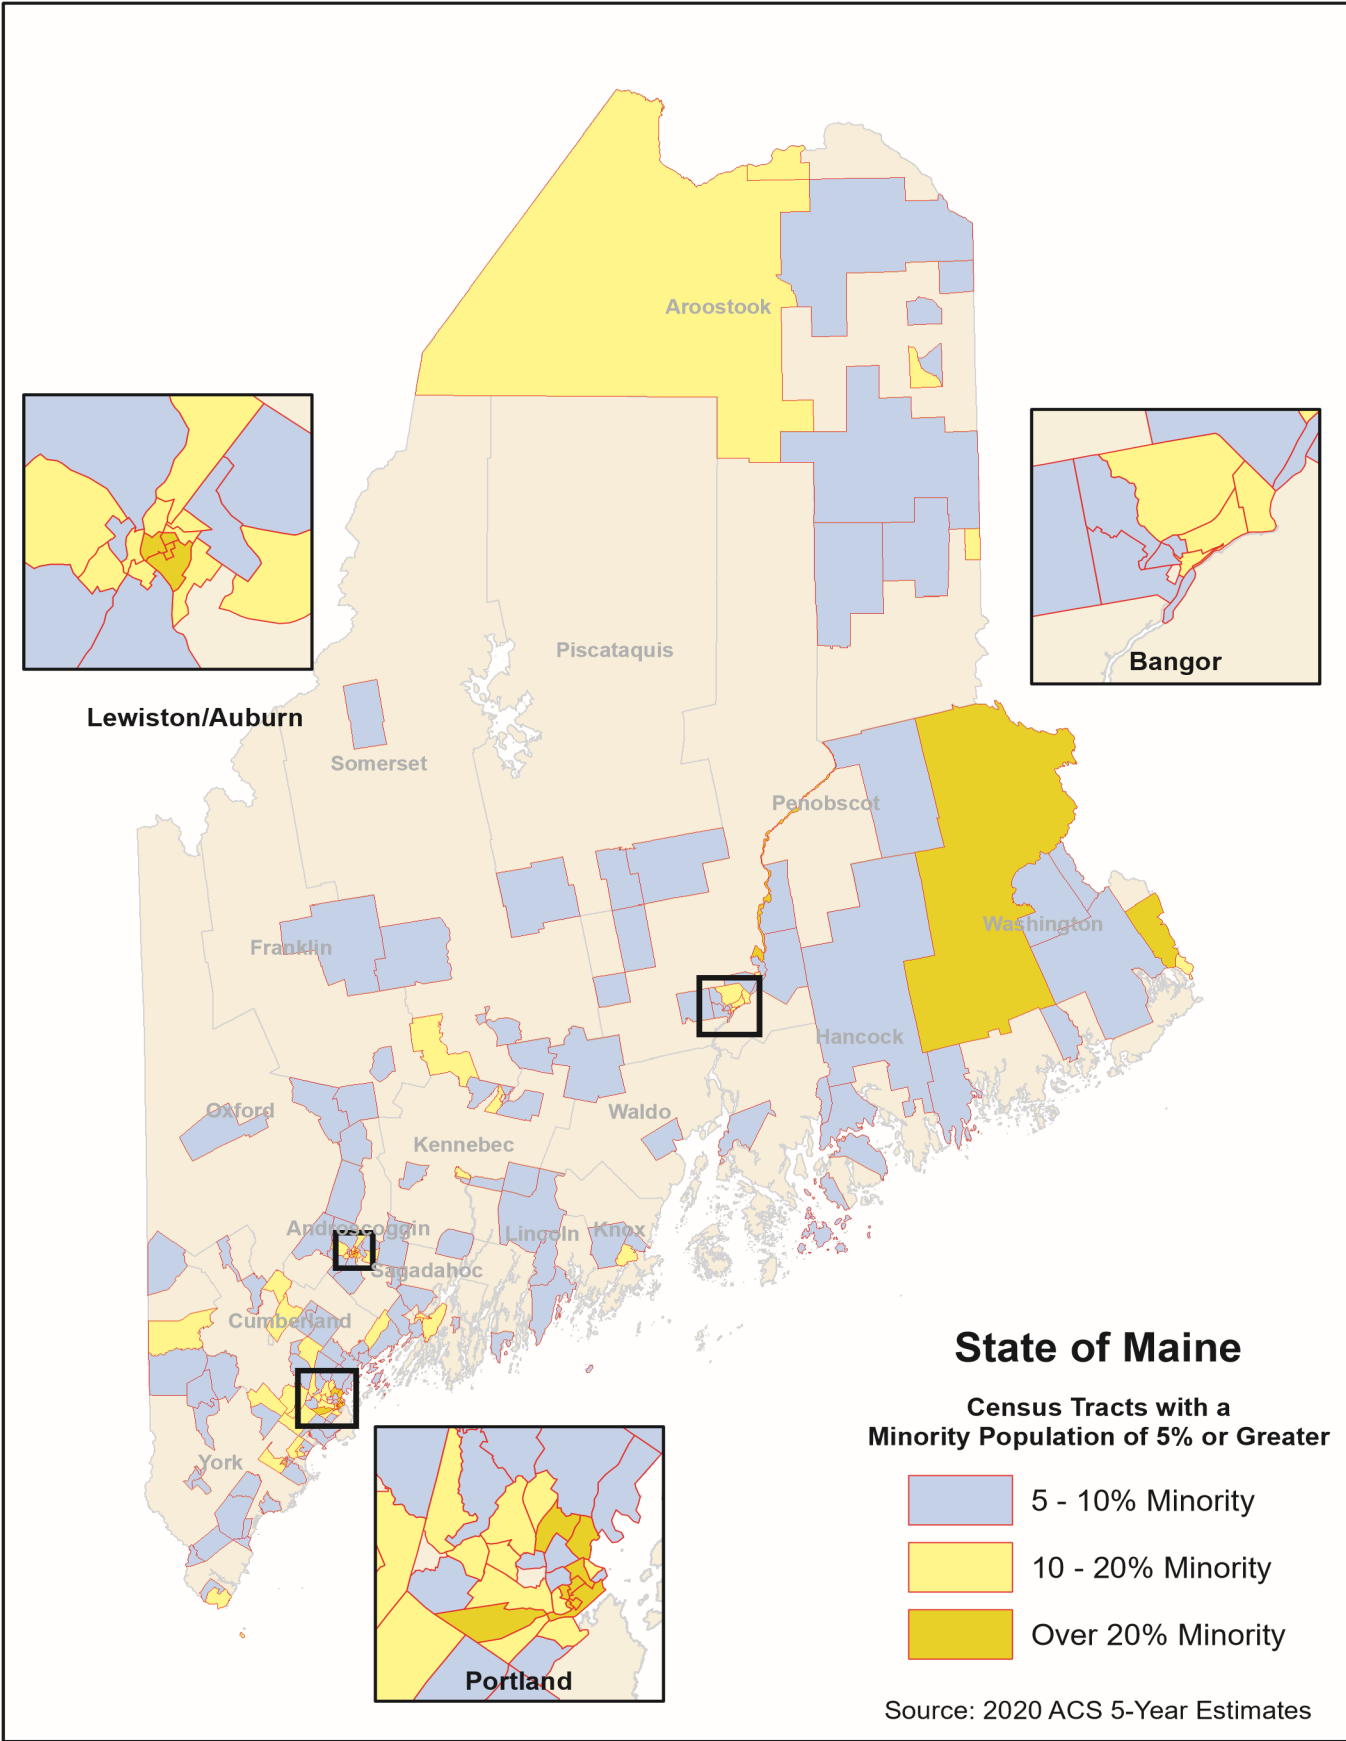 Aroostook
Bangor
Piscataquis
Lewiston/Auburn
Somerset
Penobscot
Washington
Franklin
Hancock
Oxford
Waldo
Kennebec
Androscoggin
Lincoln
Knox
Sagadahoc
Cumberland
York
Portland
State of Maine
Census Tracts with a
Minority Population of 5% or Greater
5 - 10% Minority
10 - 20% Minority
Over 20% Minority
Source: 2020 ACS 5-Year Estimates